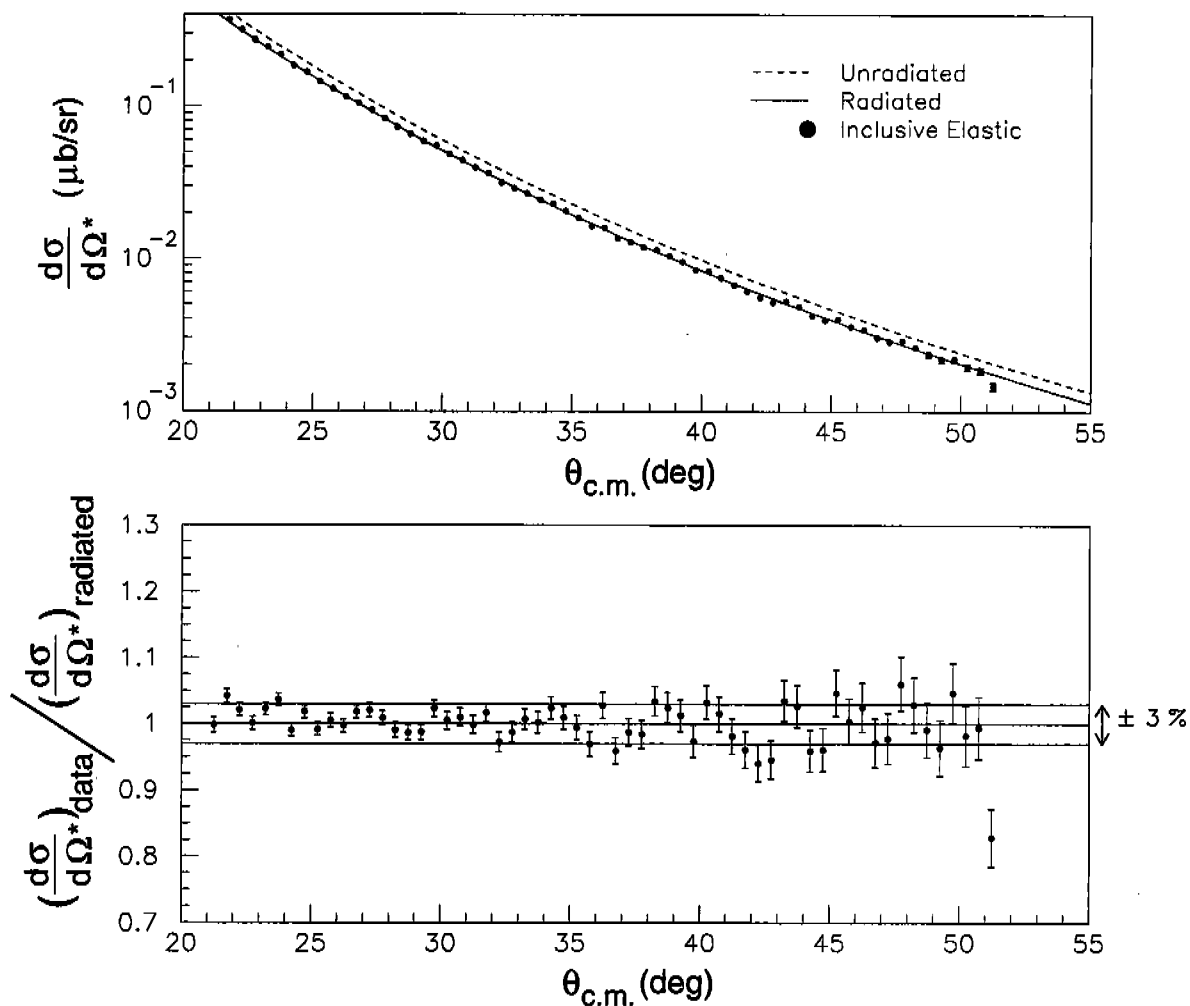 10⁻¹
10⁻²
10⁻³
dσ/dΩ* (μb/sr)
Unradiated
Radiated
Inclusive Elastic
20 25 30 35 40 45 50 55
θc.m. (deg)
1.3
1.2
1.1
1
0.9
0.8
0.7
(dσ/dΩ*)data / (dσ/dΩ*)radiated
± 3 %
20 25 30 35 40 45 50 55
θc.m. (deg)